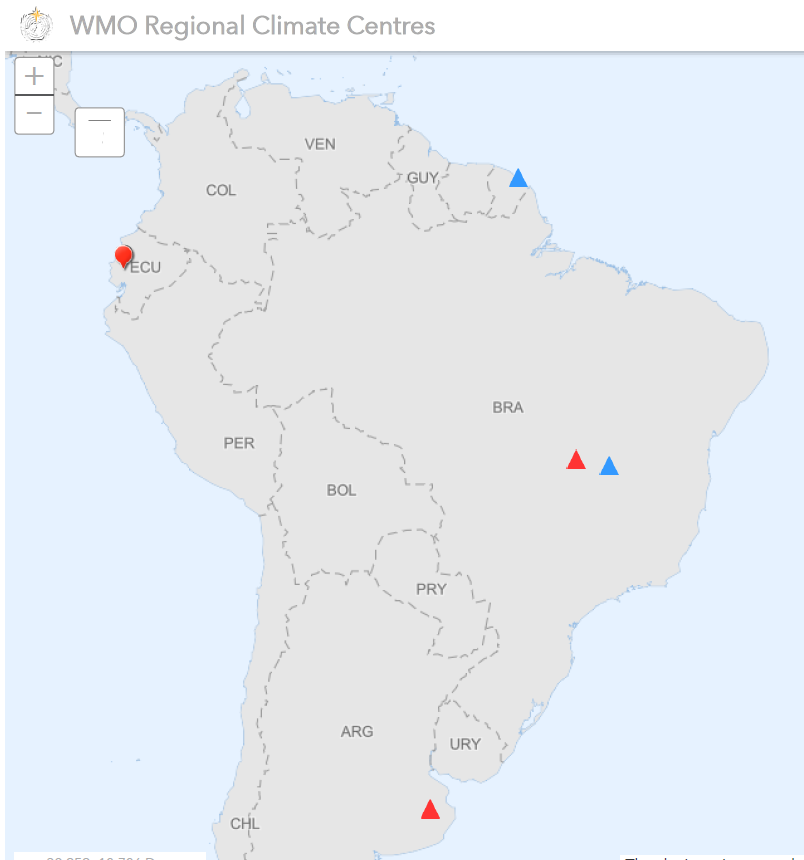 WMO Regional Climate Centres
+
−
VEN
GUY
COL
ECU
BRA
PER
BOL
PRY
ARG
URY
CHL